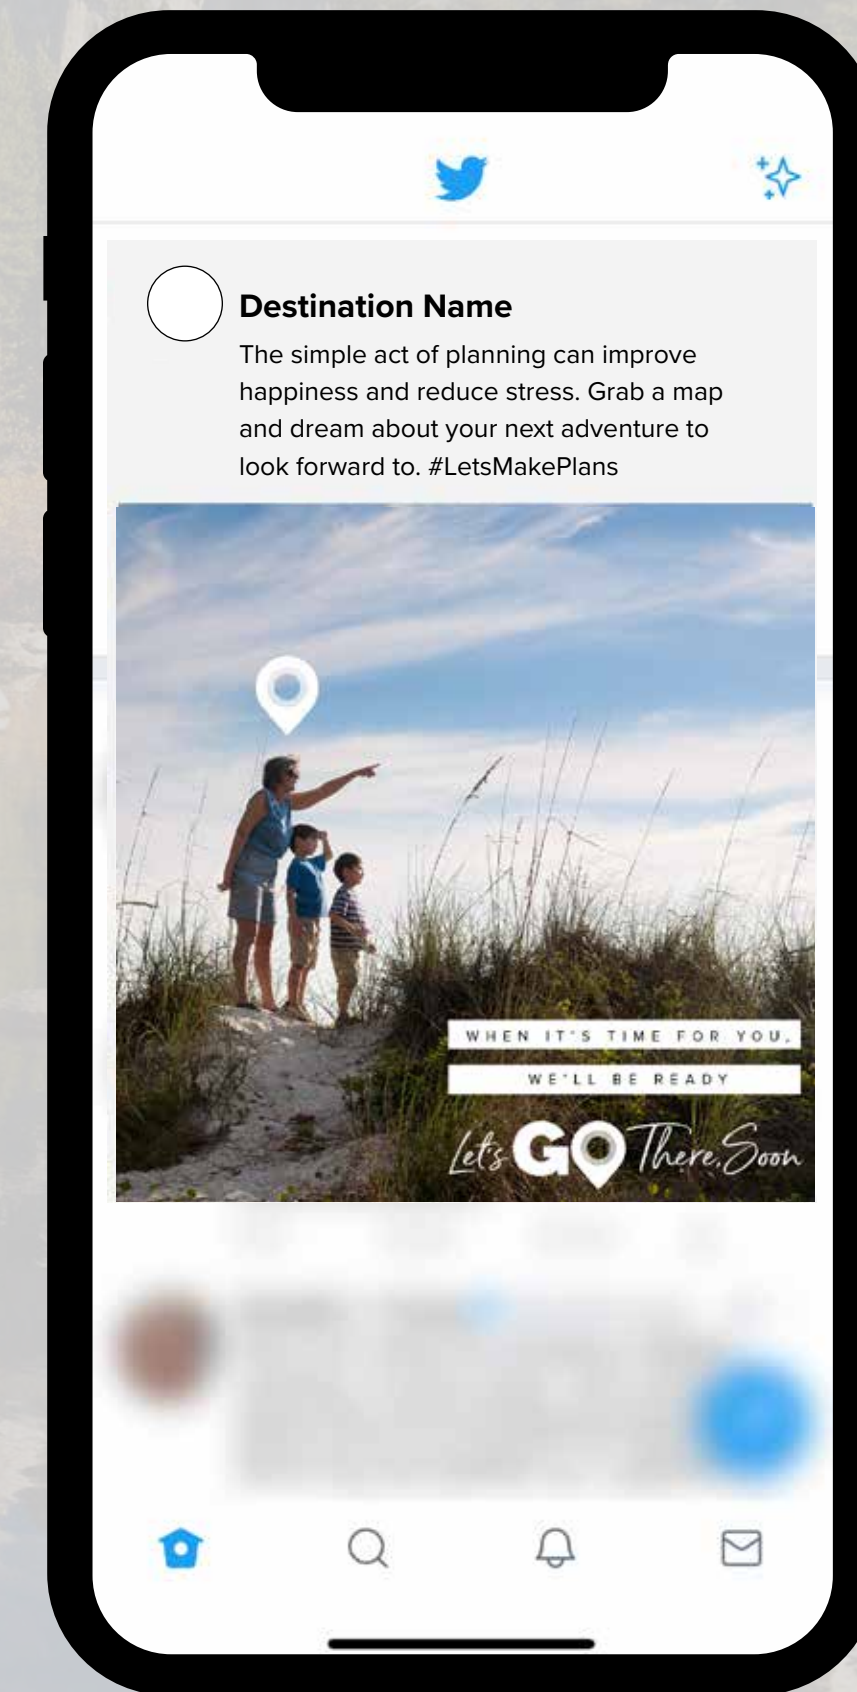 Destination Name
The simple act of planning can improve
happiness and reduce stress. Grab a map
and dream about your next adventure to
look forward to. #LetsMakePlans
WHEN IT'S TIME FOR YOU,
WE'LL BE READY
Let's GO There, Soon